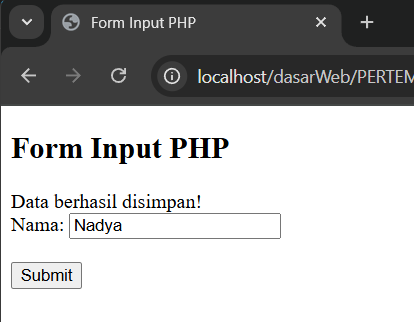 Form Input PHP
localhost/dasarWeb/PERTEM
Form Input PHP
Data berhasil disimpan!
Nama: Nadya
Submit